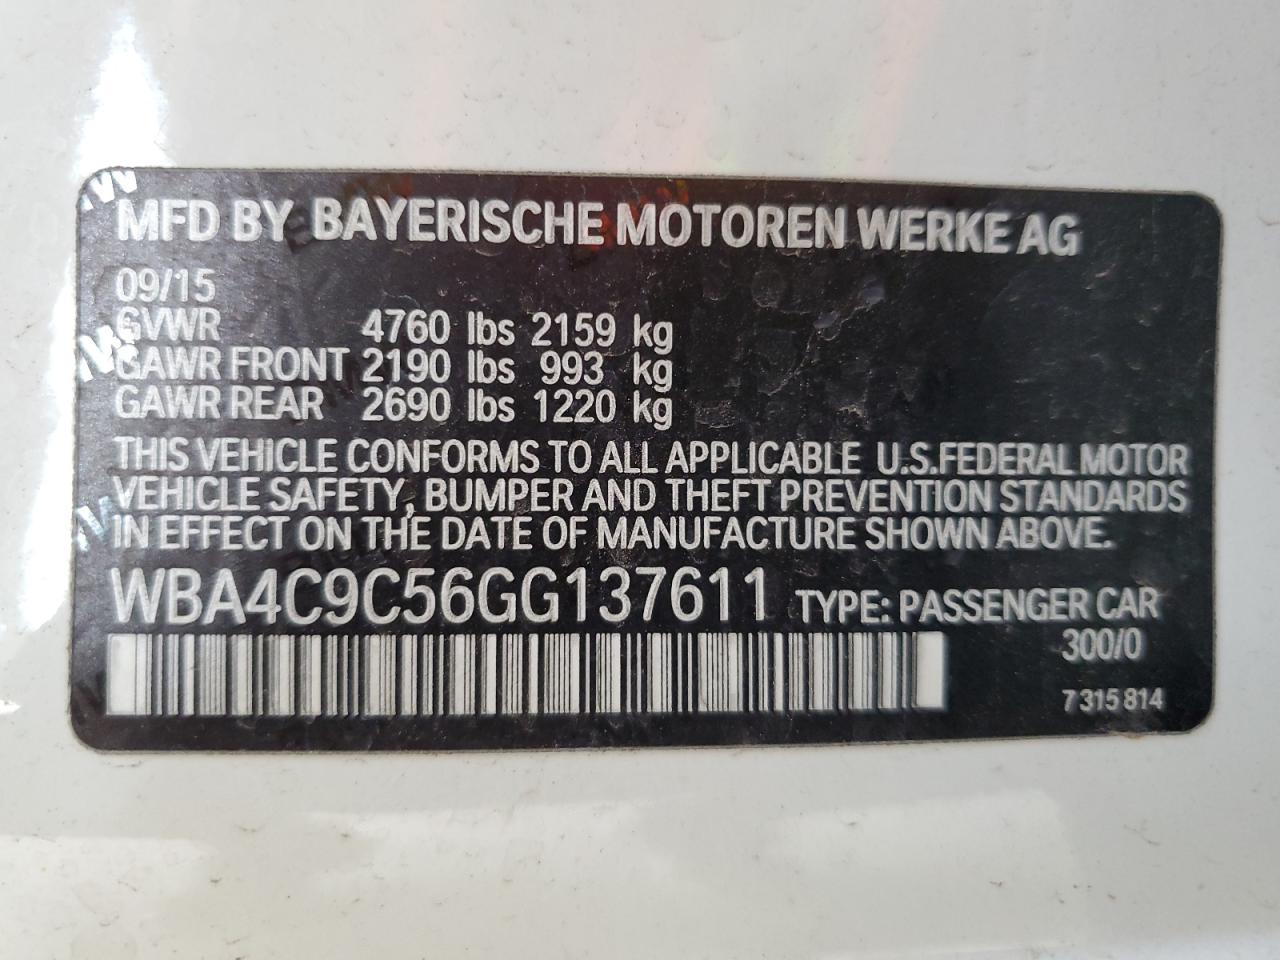 MFD BY BAYERISCHE MOTOREN WERKE AG
09/15
GVWR 4760 lbs 2159 kg
GAWR FRONT 2190 lbs 993 kg
GAWR REAR 2690 lbs 1220 kg
THIS VEHICLE CONFORMS TO ALL APPLICABLE U.S.FEDERAL MOTOR
VEHICLE SAFETY, BUMPER AND THEFT PREVENTION STANDARDS
IN EFFECT ON THE DATE OF MANUFACTURE SHOWN ABOVE.
WBA4C9C56GG137611 TYPE: PASSENGER CAR
300/0
7 315 814